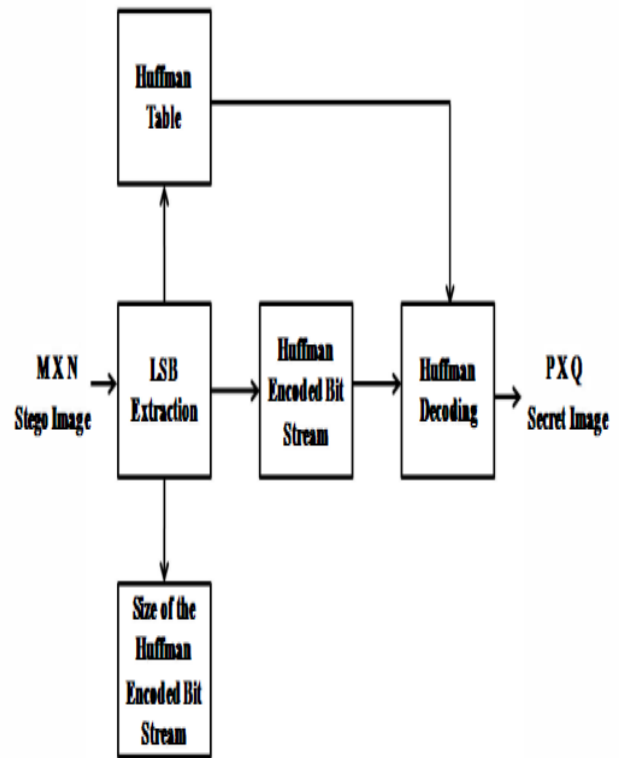 Huffman
Table
M X N
Stego Image
LSB
Extraction
Huffman
Encoded Bit
Stream
Huffman
Decoding
P X Q
Secret Image
Size of the
Huffman
Encoded Bit
Stream